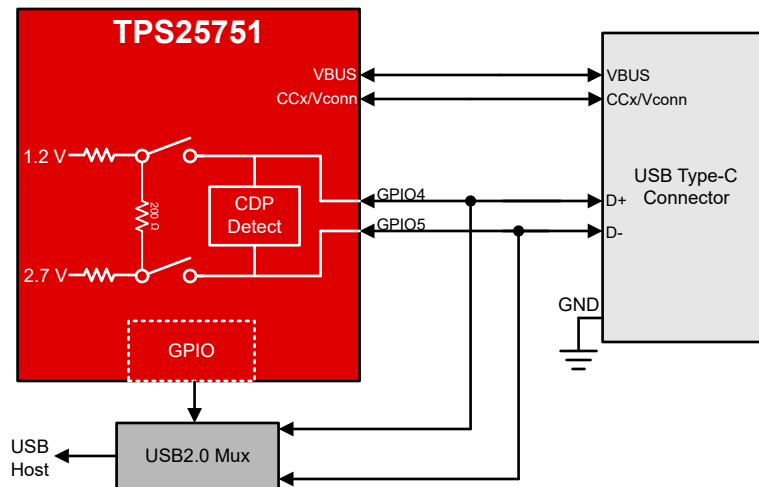 TPS25751
VBUS
CCx/Vconn
VBUS
CCx/Vconn
1.2 V
200 Ω
CDP
Detect
2.7 V
GPIO4
GPIO5
D+
D-
USB Type-C
Connector
GND
GPIO
USB2.0 Mux
USB
Host